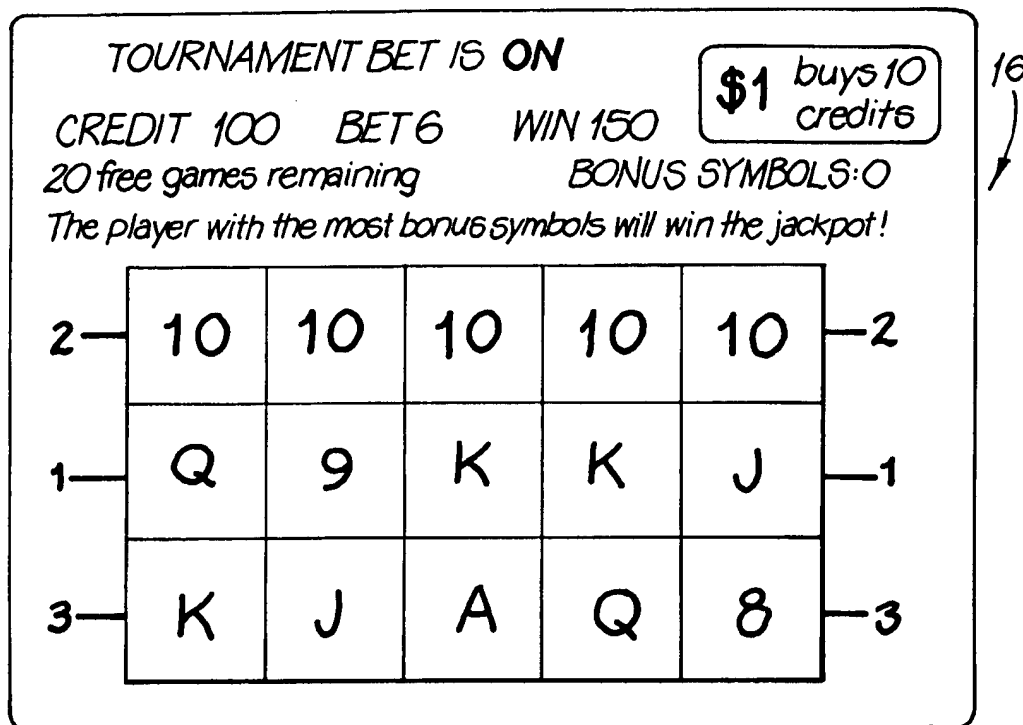 TOURNAMENT BET IS ON
$1 buys 10
credits
16
CREDIT 100 BET 6 WIN 150
20 free games remaining BONUS SYMBOLS: 0
The player with the most bonus symbols will win the jackpot!
2 10 10 10 10 10 2
1 Q 9 K K J 1
3 K J A Q 8 3